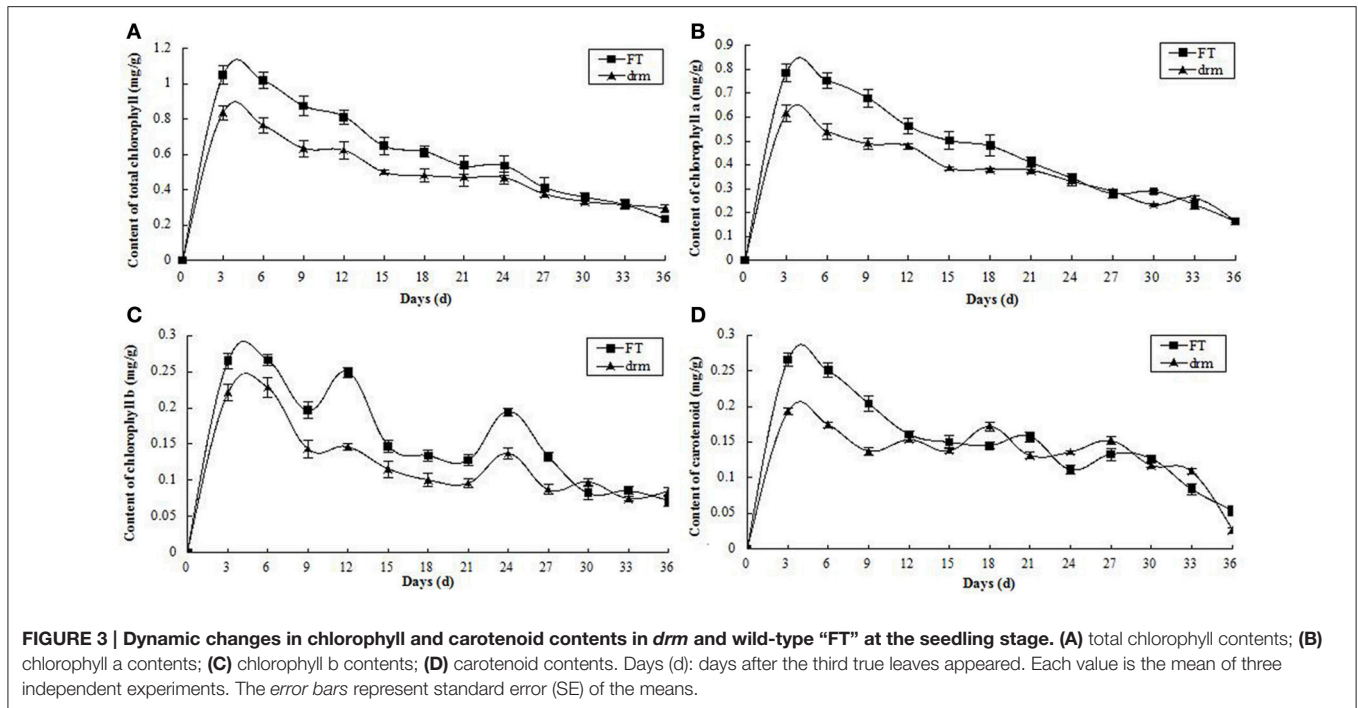 A
Content of total chlorophyll (mg/g)
1.2
1
0.8
0.6
0.4
0.2
0
FT
drm
0 3 6 9 12 15 18 21 24 27 30 33 36
Days (d)
B
Content of chlorophyll a (mg/g)
0.9
0.8
0.7
0.6
0.5
0.4
0.3
0.2
0.1
0
FT
drm
0 3 6 9 12 15 18 21 24 27 30 33 36
Days (d)
C
Content of chlorophyll b (mg/g)
0.3
0.25
0.2
0.15
0.1
0.05
0
FT
drm
0 3 6 9 12 15 18 21 24 27 30 33 36
Days (d)
D
Content of carotenoid (mg/g)
0.3
0.25
0.2
0.15
0.1
0.05
0
FT
drm
0 3 6 9 12 15 18 21 24 27 30 33 36
Days (d)
FIGURE 3 | Dynamic changes in chlorophyll and carotenoid contents in drm and wild-type “FT” at the seedling stage. (A) total chlorophyll contents; (B)
chlorophyll a contents; (C) chlorophyll b contents; (D) carotenoid contents. Days (d): days after the third true leaves appeared. Each value is the mean of three
independent experiments. The error bars represent standard error (SE) of the means.